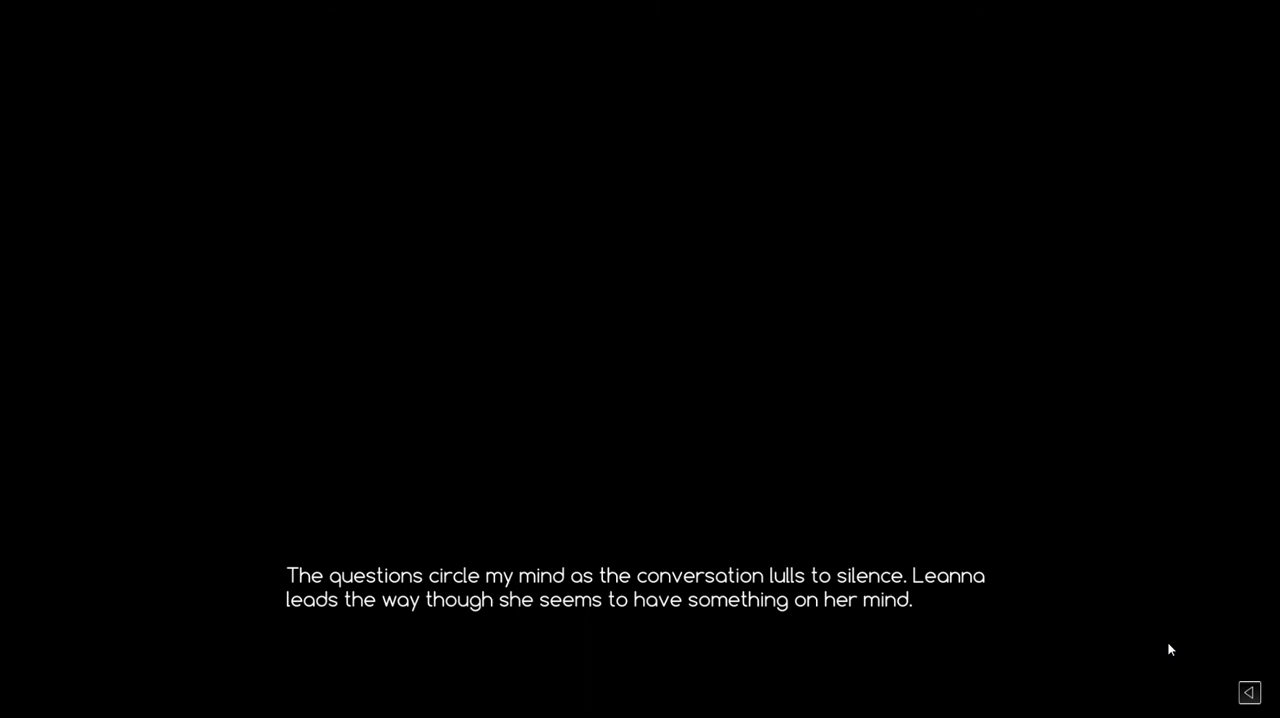 The questions circle my mind as the conversation lulls to silence. Leanna
leads the way though she seems to have something on her mind.